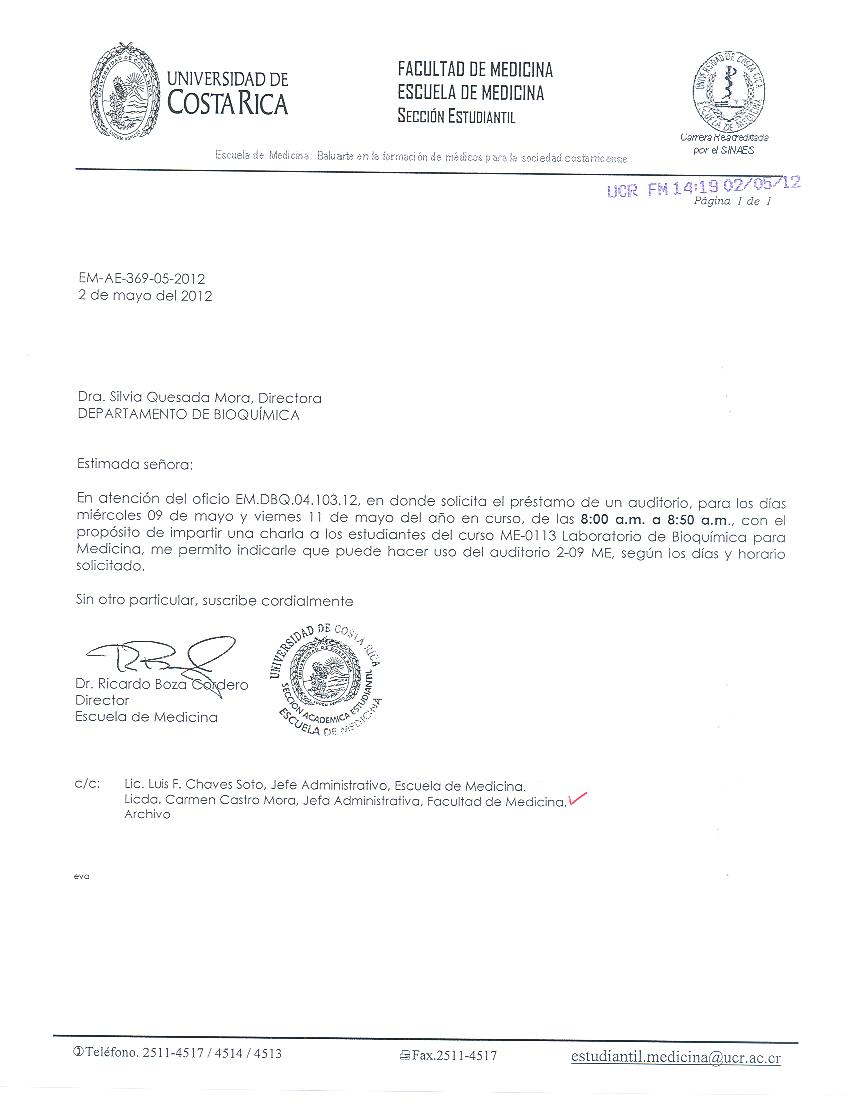 UNIVERSIDAD DE
COSTA RICA
FACULTAD DE MEDICINA
ESCUELA DE MEDICINA
SECCIÓN ESTUDIANTIL
UNIVERSIDAD DE COSTA RICA
ESCUELA DE MEDICINA
Carrera Reacreditada
por el SINAES
Escuela de Medicina: Baluarte en la formación de médicos para la sociedad costarricense
UCR FM 14:19 02/05/12
Página 1 de 1
EM-AE-369-05-2012
2 de mayo del 2012
Dra. Silvia Quesada Mora, Directora
DEPARTAMENTO DE BIOQUÍMICA
Estimada señora:
En atención del oficio EM.DBQ.04.103.12, en donde solicita el préstamo de un auditorio, para los días
miércoles 09 de mayo y viernes 11 de mayo del año en curso, de las 8:00 a.m. a 8:50 a.m., con el
propósito de impartir una charla a los estudiantes del curso ME-0113 Laboratorio de Bioquímica para
Medicina, me permito indicarle que puede hacer uso del auditorio 2-09 ME, según los días y horario
solicitado.
Sin otro particular, suscribe cordialmente
UNIVERSIDAD DE COSTA RICA
SECCION ACADEMICA ESTUDIANTIL
ESCUELA DE MEDICINA
Dr. Ricardo Boza Cordero
Director
Escuela de Medicina
c/c: Lic. Luis F. Chaves Soto, Jefe Administrativo, Escuela de Medicina.
Licda. Carmen Castro Mora, Jefa Administrativa, Facultad de Medicina.
Archivo
eva
Teléfono. 2511-4517 / 4514 / 4513
Fax.2511-4517
estudiantil.medicina@ucr.ac.cr